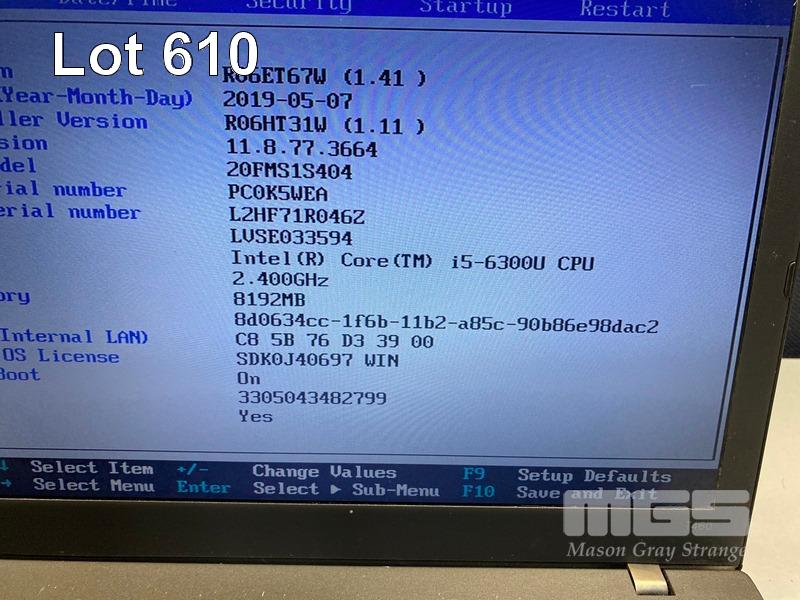 Date/Time Security Startup Restart
Lot 610
R06ET67W (1.41 )
(Year-Month-Day) 2019-05-07
ller Version R06HT31W (1.11 )
sion 11.8.77.3664
del 20FMS1S404
ial number PC0K5WEA
erial number L2HF71R046Z
LVSE033594
Intel(R) Core(TM) i5-6300U CPU
2.400GHz
ory 8192MB
8d0634cc-1f6b-11b2-a85c-90b86e98dac2
Internal LAN) C8 5B 76 D3 39 00
OS License SDK0J40697 WIN
Boot On
3305043482799
Yes
Select Item +/- Change Values F9 Setup Defaults
Select Menu Enter Select ▶ Sub-Menu F10 Save and Exit
MGS
Mason Gray Strange